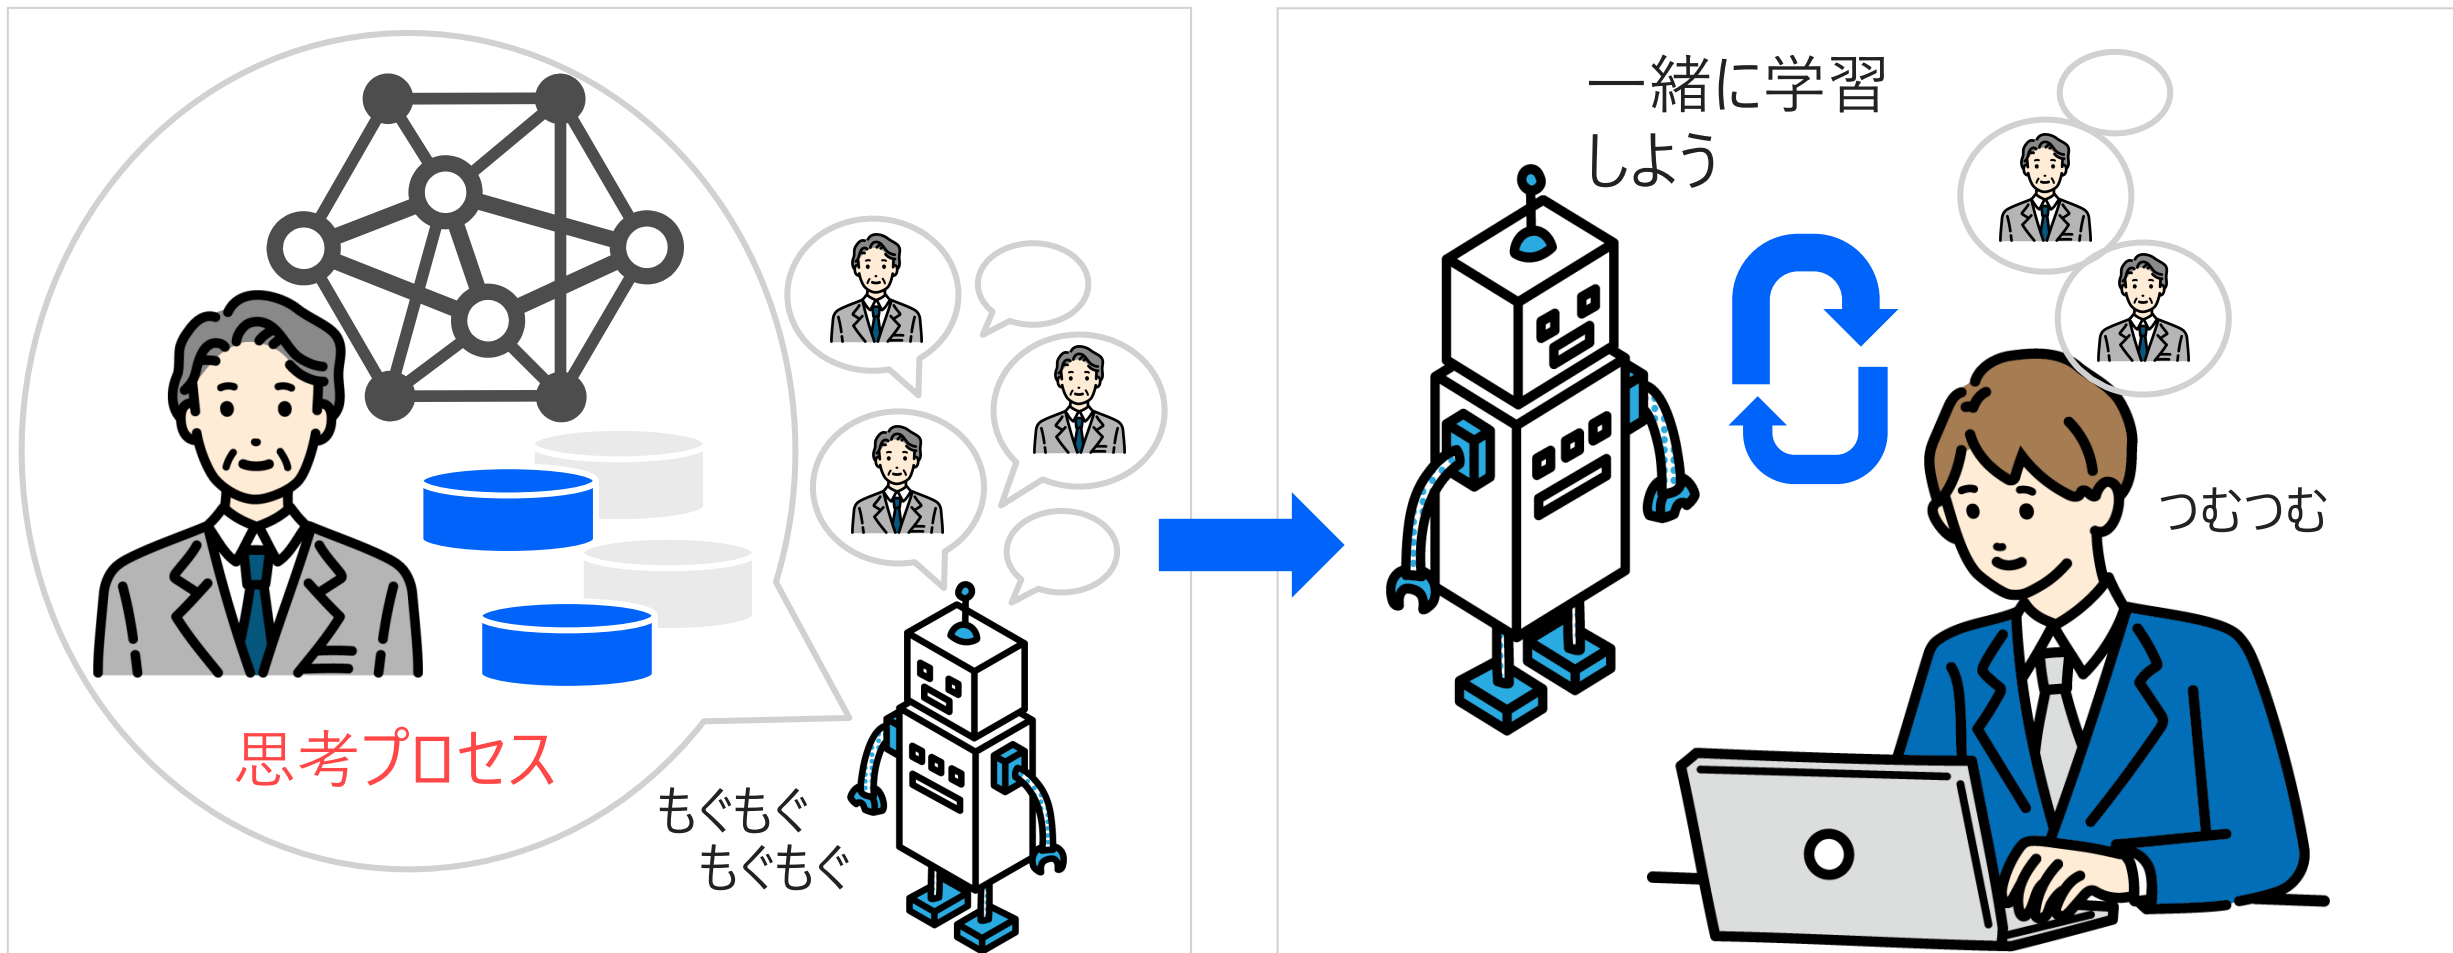 思考プロセス
もぐもぐ
もぐもぐ
一緒に学習
しよう
つむつむ